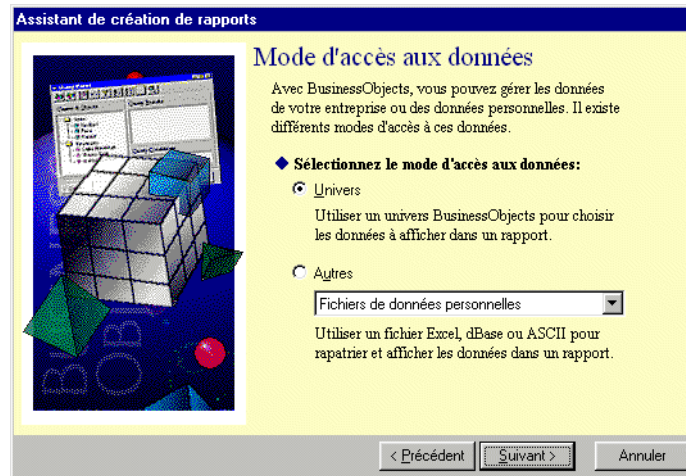 Assistant de création de rapports
Mode d'accès aux données
Avec BusinessObjects, vous pouvez gérer les données
de votre entreprise ou des données personnelles. Il existe
différents modes d'accès à ces données.
Sélectionnez le mode d'accès aux données:
Univers
Utiliser un univers BusinessObjects pour choisir
les données à afficher dans un rapport.
Autres
Fichiers de données personnelles
Utiliser un fichier Excel, dBase ou ASCII pour
rapatrier et afficher les données dans un rapport.
< Précédent
Suivant >
Annuler